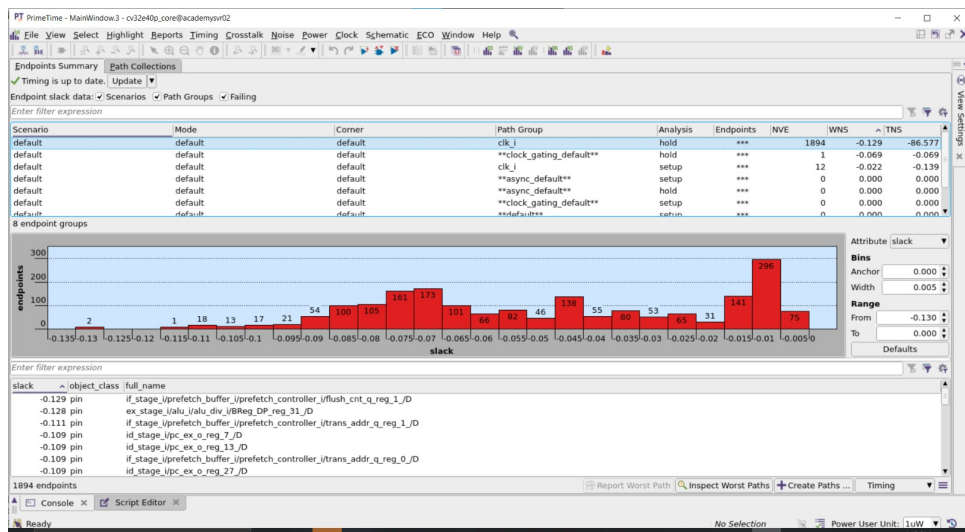 PT PrimeTime - MainWindow.3 - cv32e40p_core@academysvr02
File View Select Highlight Reports Timing Crosstalk Noise Power Clock Schematic ECO Window Help
Endpoints Summary Path Collections
Timing is up to date. Update
Endpoint slack data: Scenarios Path Groups Failing
Enter filter expression
Scenario Mode Corner Path Group Analysis Endpoints NVE WNS TNS
default default default clk_i hold *** 1894 -0.129 -86.577
default default default **clock_gating_default** hold *** 1 -0.069 -0.069
default default default clk_i setup *** 12 -0.022 -0.139
default default default **async_default** setup *** 0 0.000 0.000
default default default **async_default** hold *** 0 0.000 0.000
default default default **clock_gating_default** setup *** 0 0.000 0.000
default default default **default** setup *** 0 0.000 0.000
8 endpoint groups
View Settings
endpoints
300
200
100
0
2 1 18 13 17 21 54 100 105 161 173 101 66 82 46 138 55 80 53 65 31 141 296 75
-0.135-0.13 -0.125-0.12 -0.115-0.11 -0.105-0.1 -0.095-0.09 -0.085-0.08 -0.075-0.07 -0.065-0.06 -0.055-0.05 -0.045-0.04 -0.035-0.03 -0.025-0.02 -0.015-0.01 -0.005 0
slack
Attribute slack
Bins
Anchor 0.000
Width 0.005
Range
From -0.130
To 0.000
Defaults
Enter filter expression
slack object_class full_name
-0.129 pin if_stage_i/prefetch_buffer_i/prefetch_controller_i/flush_cnt_q_reg_1_/D
-0.128 pin ex_stage_i/alu_i/alu_div_i/BReg_DP_reg_31_/D
-0.111 pin if_stage_i/prefetch_buffer_i/prefetch_controller_i/trans_addr_q_reg_1_/D
-0.109 pin id_stage_i/pc_ex_o_reg_7_/D
-0.109 pin id_stage_i/pc_ex_o_reg_13_/D
-0.109 pin if_stage_i/prefetch_buffer_i/prefetch_controller_i/trans_addr_q_reg_0_/D
-0.109 pin id_stage_i/pc_ex_o_reg_27_/D
1894 endpoints Report Worst Path Inspect Worst Paths Create Paths ... Timing
Console Script Editor
Ready No Selection Power User Unit: 1uW